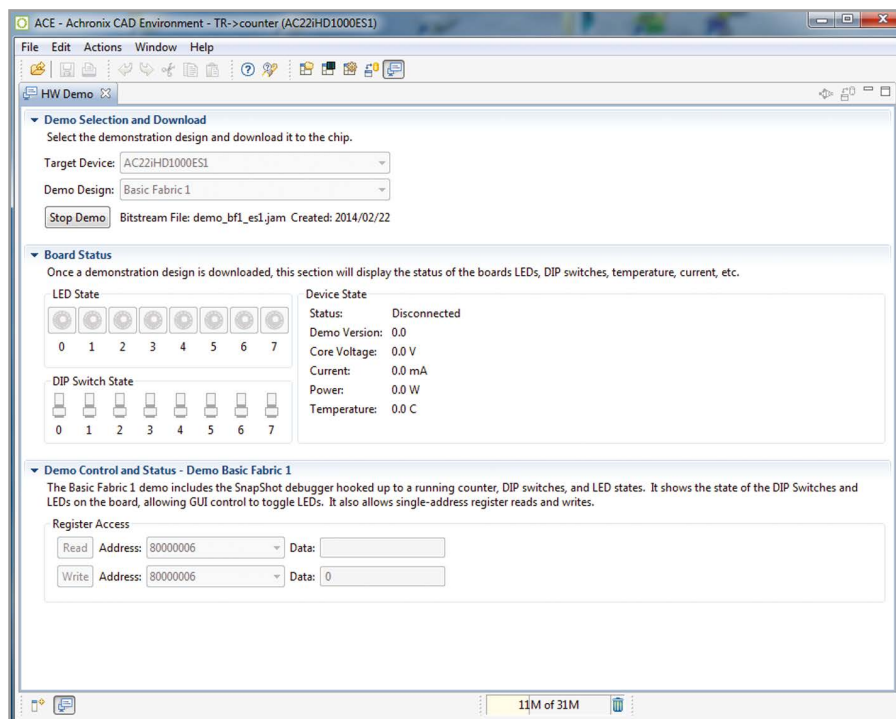 ACE - Achronix CAD Environment - TR->counter (AC22iHD1000ES1)
File Edit Actions Window Help
HW Demo
Demo Selection and Download
Select the demonstration design and download it to the chip.
Target Device: AC22iHD1000ES1
Demo Design: Basic Fabric 1
Stop Demo Bitstream File: demo_bf1_es1.jam Created: 2014/02/22
Board Status
Once a demonstration design is downloaded, this section will display the status of the boards LEDs, DIP switches, temperature, current, etc.
LED State
0 1 2 3 4 5 6 7
DIP Switch State
0 1 2 3 4 5 6 7
Device State
Status: Disconnected
Demo Version: 0.0
Core Voltage: 0.0 V
Current: 0.0 mA
Power: 0.0 W
Temperature: 0.0 C
Demo Control and Status - Demo Basic Fabric 1
The Basic Fabric 1 demo includes the SnapShot debugger hooked up to a running counter, DIP switches, and LED states. It shows the state of the DIP Switches and
LEDs on the board, allowing GUI control to toggle LEDs. It also allows single-address register reads and writes.
Register Access
Read Address: 80000006 Data:
Write Address: 80000006 Data: 0
11M of 31M